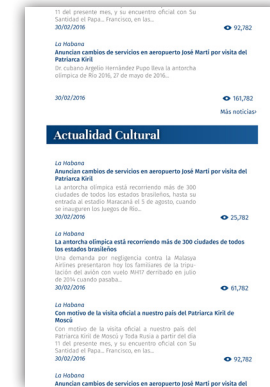 11 del presente mes, y su encuentro oficial con Su
Santidad el Papa... Francisco, en las...
30/02/2016 92,782
La Habana
Anuncian cambios de servicios en aeropuerto José Martí por visita del
Patriarca Kiril
Dr. cubano Argelio Hernández Pupo lleva la antorcha
olímpica de Río 2016, 27 de mayo de 2016...
30/02/2016 161,782
Más noticias›
Actualidad Cultural
La Habana
Anuncian cambios de servicios en aeropuerto José Martí por visita del
Patriarca Kiril
La antorcha olímpica está recorriendo más de 300
ciudades de todos los estados brasileños, hasta su
entrada al estadio Maracaná el 5 de agosto, cuando
se inauguren los Juegos de Río...
30/02/2016 25,782
La Habana
La antorcha olímpica está recorriendo más de 300 ciudades de todos
los estados brasileños
Una demanda por negligencia contra la Malasya
Airlines presentaron hoy los familiares de la tripu-
lación del avión con vuelo MH17 derribado en julio
de 2014 cuando pasaba...
30/02/2016 61,782
La Habana
Con motivo de la visita oficial a nuestro país del Patriarca Kiril de
Moscú
Con motivo de la visita oficial a nuestro país del
Patriarca Kiril de Moscú y Toda Rusia a partir del día
11 del presente mes, y su encuentro oficial con Su
Santidad el Papa... Francisco, en las...
30/02/2016 92,782
La Habana
Anuncian cambios de servicios en aeropuerto José Martí por visita del